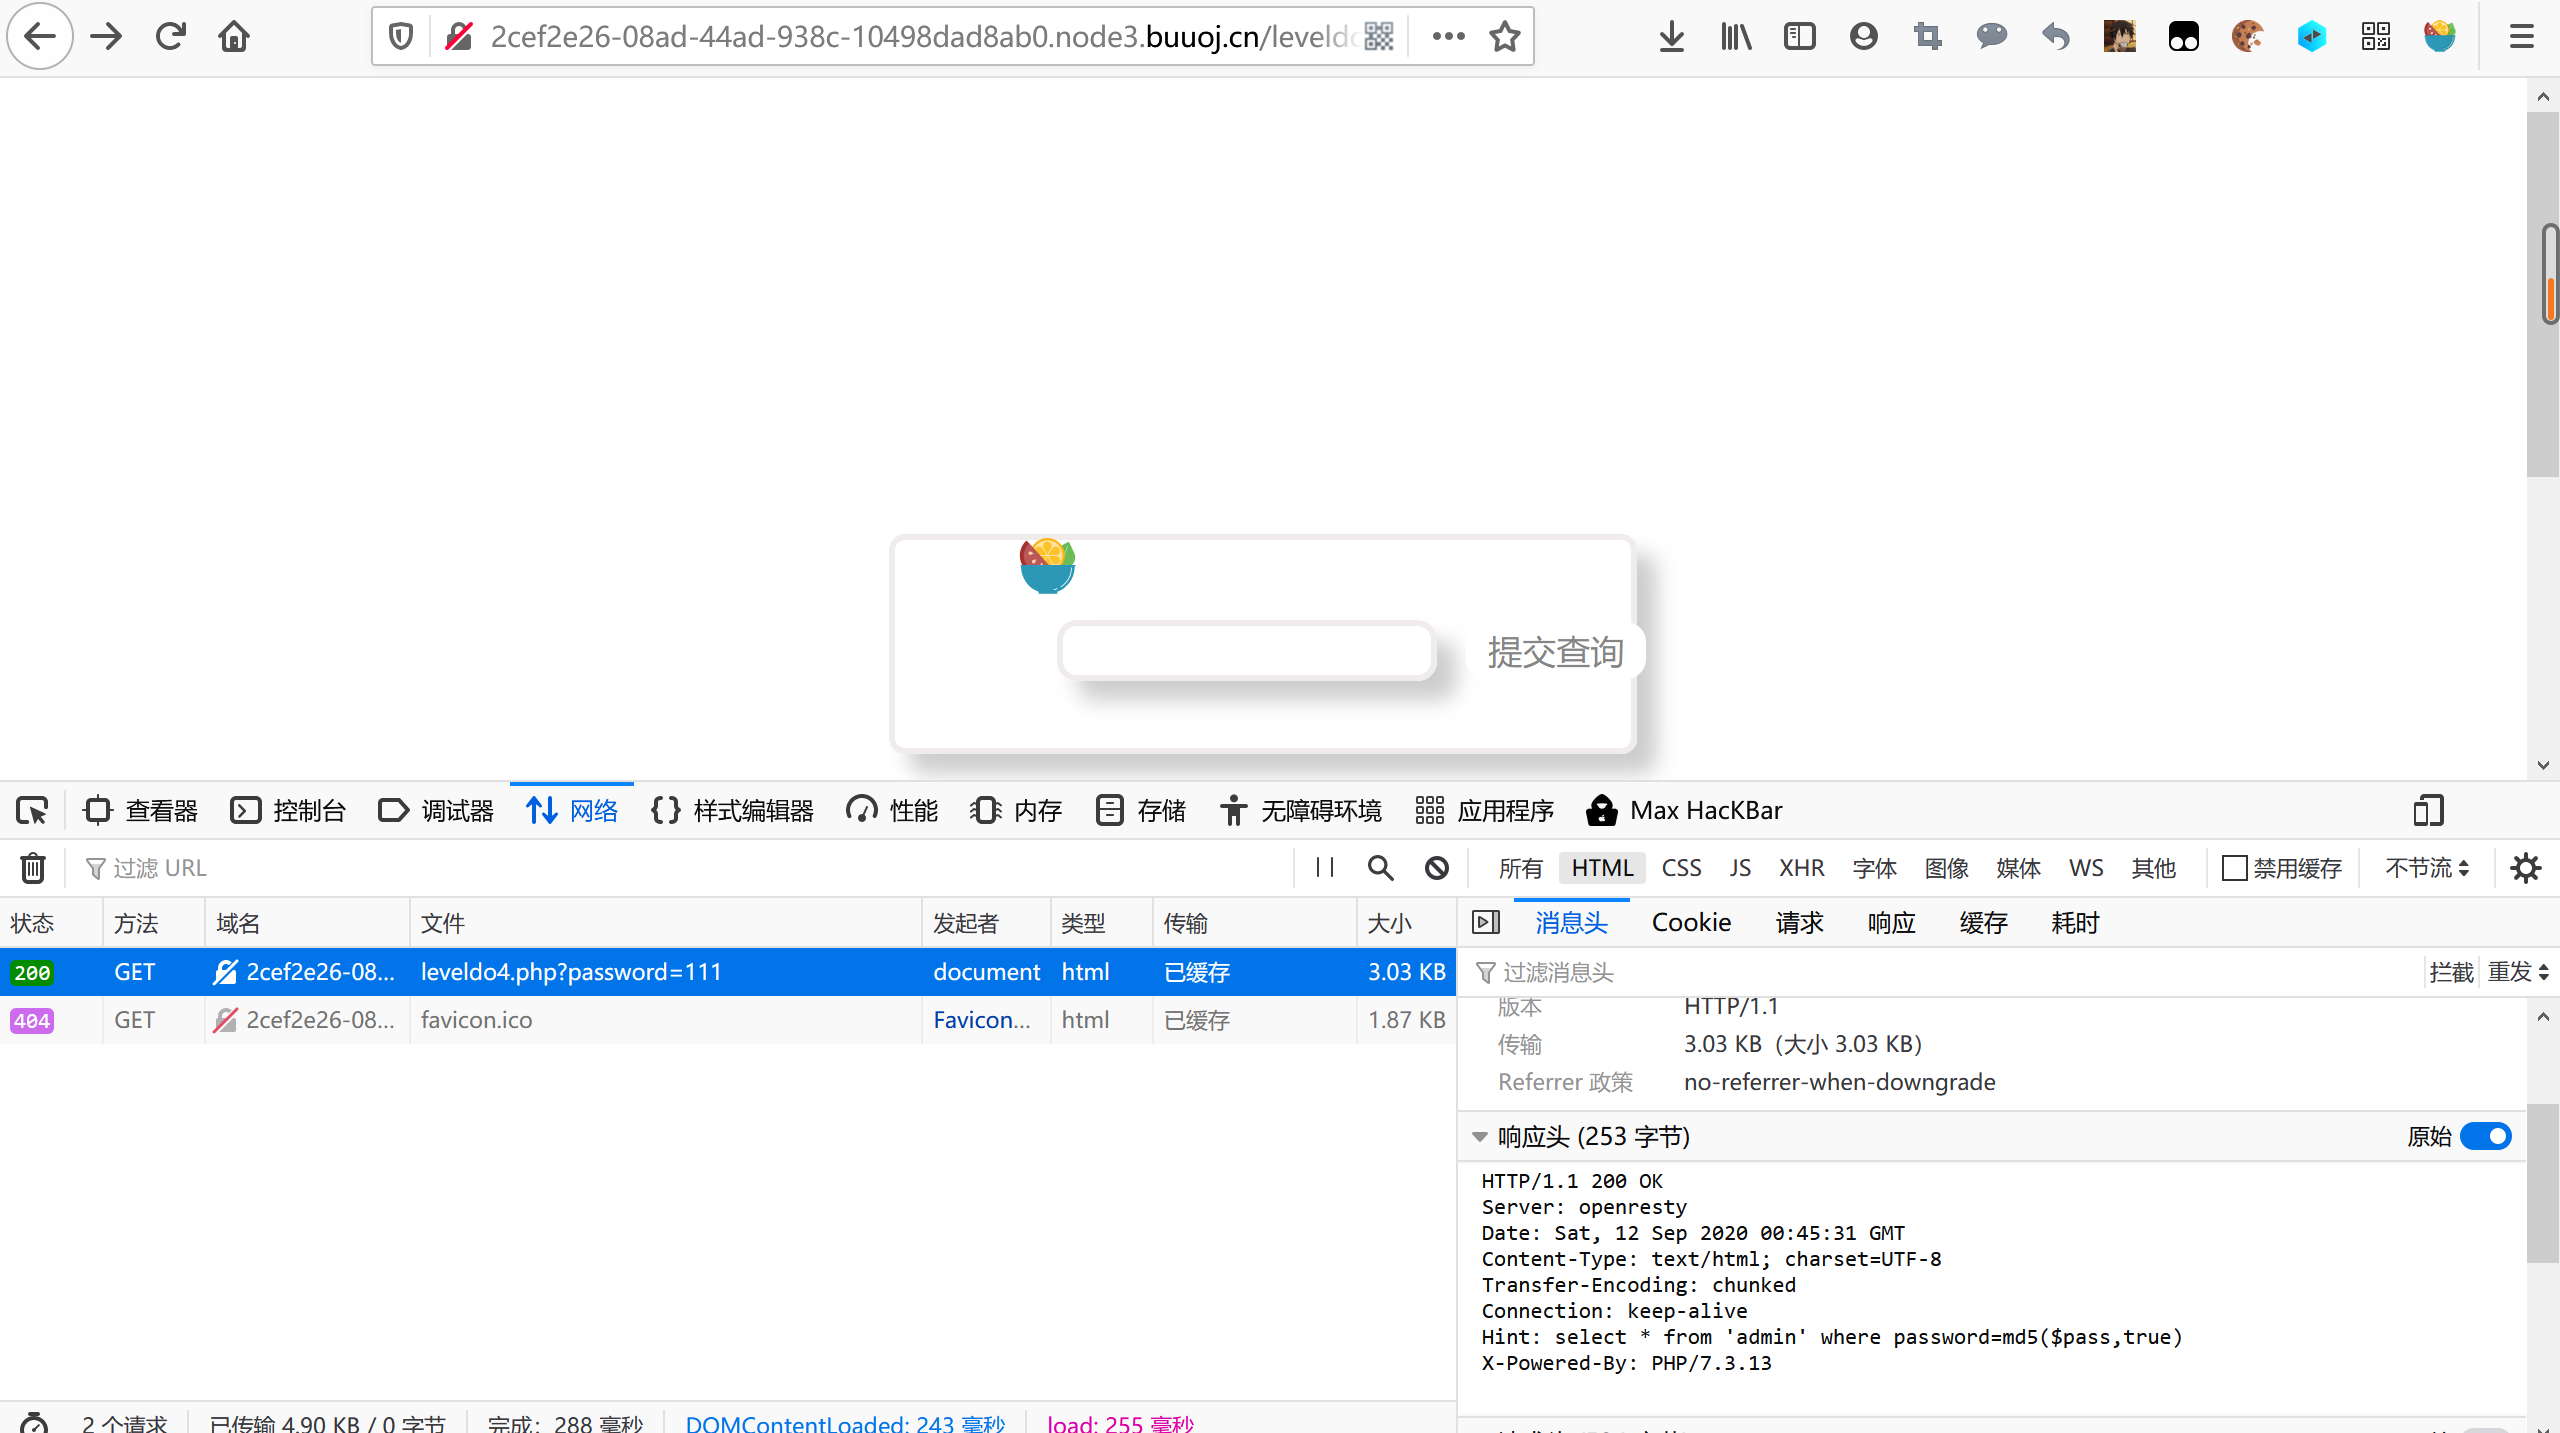 2cef2e26-08ad-44ad-938c-10498dad8ab0.node3.buuoj.cn/leveldo
提交查询
查看器 控制台 调试器 网络 样式编辑器 性能 内存 存储 无障碍环境 应用程序 Max HacKBar
过滤 URL 所有 HTML CSS JS XHR 字体 图像 媒体 WS 其他 禁用缓存 不节流
状态 方法 域名 文件 发起者 类型 传输 大小 消息头 Cookie 请求 响应 缓存 耗时
200 GET 2cef2e26-08... leveldo4.php?password=111 document html 已缓存 3.03 KB 过滤消息头 拦截 重发
404 GET 2cef2e26-08... favicon.ico Favicon... html 已缓存 1.87 KB
版本 HTTP/1.1
传输 3.03 KB（大小 3.03 KB）
Referrer 政策 no-referrer-when-downgrade
响应头 (253 字节) 原始
HTTP/1.1 200 OK
Server: openresty
Date: Sat, 12 Sep 2020 00:45:31 GMT
Content-Type: text/html; charset=UTF-8
Transfer-Encoding: chunked
Connection: keep-alive
Hint: select * from 'admin' where password=md5($pass,true)
X-Powered-By: PHP/7.3.13
2 个请求 已传输 4.90 KB / 0 字节 完成：288 毫秒 DOMContentLoaded: 243 毫秒 load: 255 毫秒